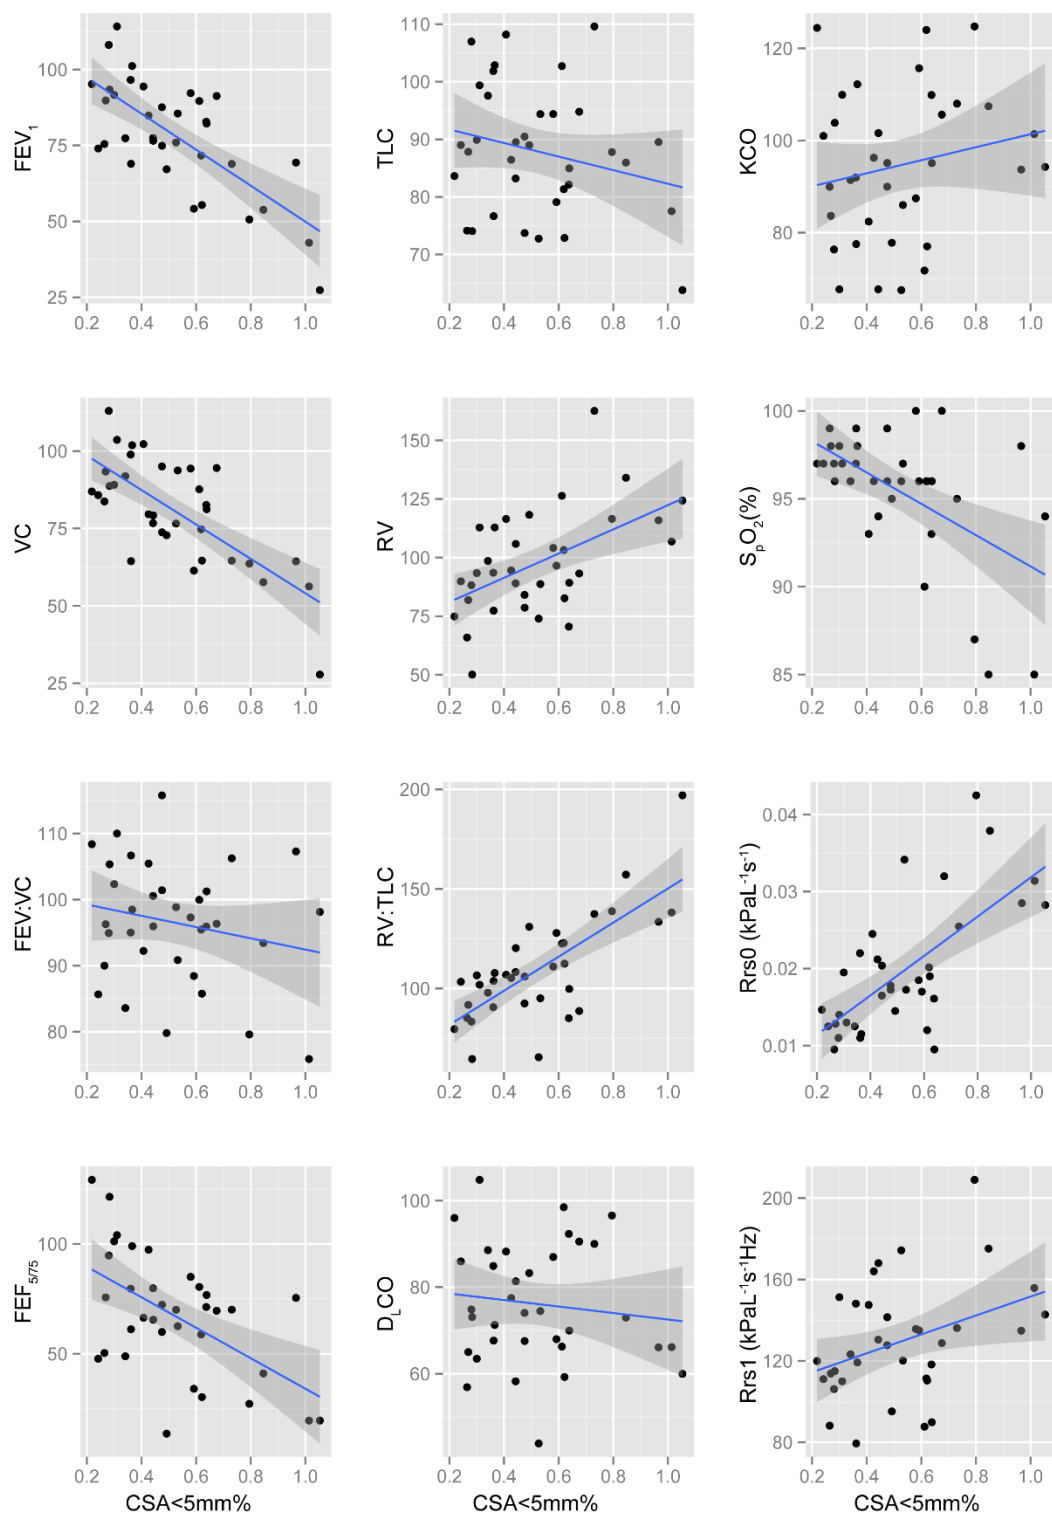 100
75
50
25
FEV1
0.2 0.4 0.6 0.8 1.0
110
100
90
80
70
TLC
0.2 0.4 0.6 0.8 1.0
120
100
80
KCO
0.2 0.4 0.6 0.8 1.0
100
75
50
25
VC
0.2 0.4 0.6 0.8 1.0
150
125
100
75
50
RV
0.2 0.4 0.6 0.8 1.0
100
95
90
85
SpO2(%)
0.2 0.4 0.6 0.8 1.0
110
100
90
80
FEV:VC
0.2 0.4 0.6 0.8 1.0
200
150
100
RV:TLC
0.2 0.4 0.6 0.8 1.0
0.04
0.03
0.02
0.01
Rrs0 (kPaL⁻¹s⁻¹)
0.2 0.4 0.6 0.8 1.0
100
50
FEF5/75
0.2 0.4 0.6 0.8 1.0
CSA<5mm%
100
80
60
DLCO
0.2 0.4 0.6 0.8 1.0
CSA<5mm%
200
160
120
80
Rrs1 (kPaL⁻¹s⁻¹Hz)
0.2 0.4 0.6 0.8 1.0
CSA<5mm%